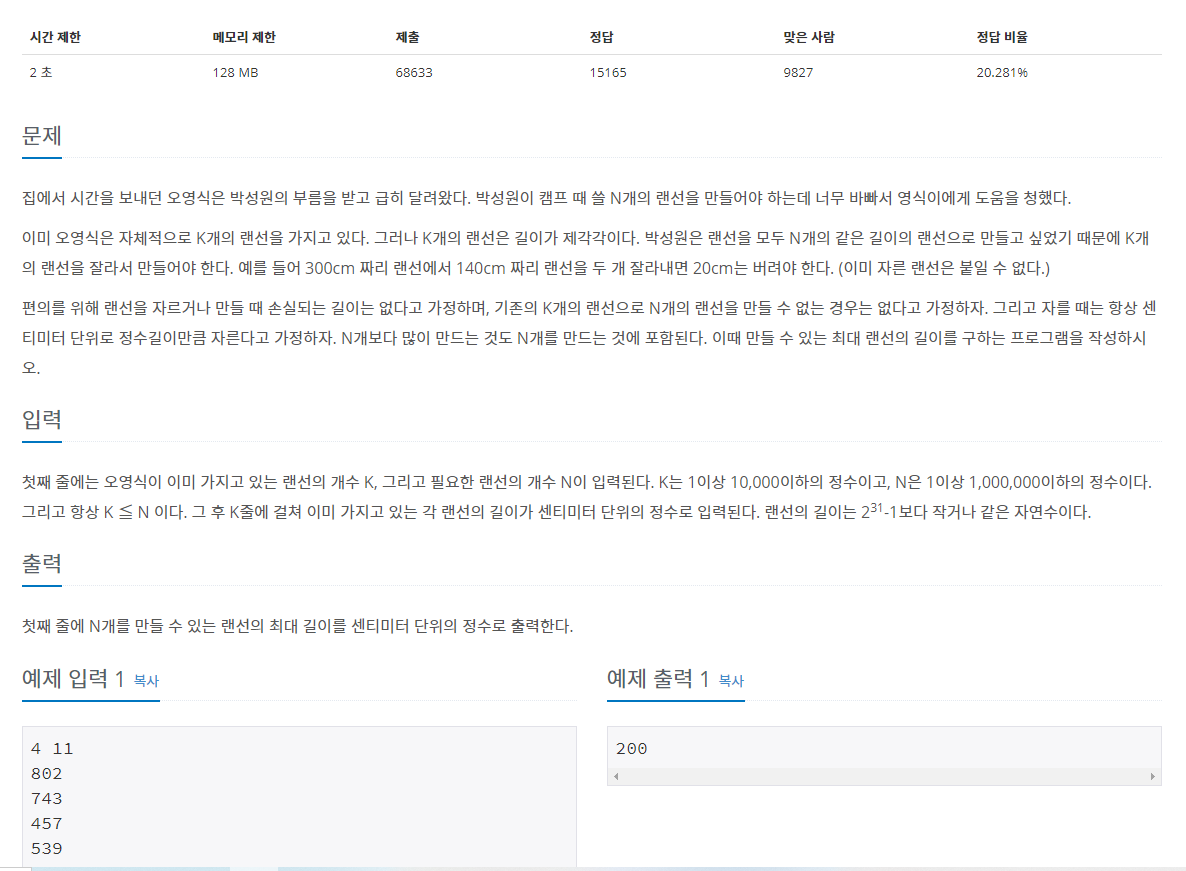 시간 제한 메모리 제한 제출 정답 맞은 사람 정답 비율
2 초 128 MB 68633 15165 9827 20.281%
문제
집에서 시간을 보내던 오영식은 박성원의 부름을 받고 급히 달려왔다. 박성원이 캠프 때 쓸 N개의 랜선을 만들어야 하는데 너무 바빠서 영식이에게 도움을 청했다.
이미 오영식은 자체적으로 K개의 랜선을 가지고 있다. 그러나 K개의 랜선은 길이가 제각각이다. 박성원은 랜선을 모두 N개의 같은 길이의 랜선으로 만들고 싶었기 때문에 K개
의 랜선을 잘라서 만들어야 한다. 예를 들어 300cm 짜리 랜선에서 140cm 짜리 랜선을 두 개 잘라내면 20cm는 버려야 한다. (이미 자른 랜선은 붙일 수 없다.)
편의를 위해 랜선을 자르거나 만들 때 손실되는 길이는 없다고 가정하며, 기존의 K개의 랜선으로 N개의 랜선을 만들 수 없는 경우는 없다고 가정하자. 그리고 자를 때는 항상 센
티미터 단위로 정수길이만큼 자른다고 가정하자. N개보다 많이 만드는 것도 N개를 만드는 것에 포함된다. 이때 만들 수 있는 최대 랜선의 길이를 구하는 프로그램을 작성하시
오.
입력
첫째 줄에는 오영식이 이미 가지고 있는 랜선의 개수 K, 그리고 필요한 랜선의 개수 N이 입력된다. K는 1이상 10,000이하의 정수이고, N은 1이상 1,000,000이하의 정수이다.
그리고 항상 K ≦ N 이다. 그 후 K줄에 걸쳐 이미 가지고 있는 각 랜선의 길이가 센티미터 단위의 정수로 입력된다. 랜선의 길이는 2^31-1보다 작거나 같은 자연수이다.
출력
첫째 줄에 N개를 만들 수 있는 랜선의 최대 길이를 센티미터 단위의 정수로 출력한다.
예제 입력 1 복사
4 11
802
743
457
539
예제 출력 1 복사
200